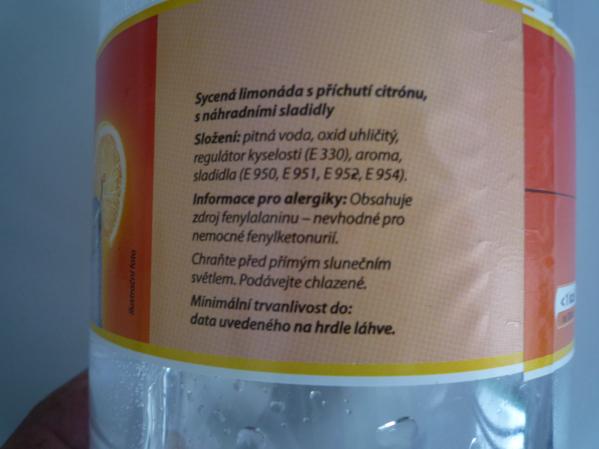 Sycená limonáda s příchutí citrónu,
s náhradními sladidly
Složení: pitná voda, oxid uhličitý,
regulátor kyselosti (E 330), aroma,
sladidla (E 950, E 951, E 952, E 954).
Informace pro alergiky: Obsahuje
zdroj fenylalaninu – nevhodné pro
nemocné fenylketonurií.
Chraňte před přímým slunečním
světlem. Podávejte chlazené.
Minimální trvanlivost do:
data uvedeného na hrdle láhve.
ilustrační foto